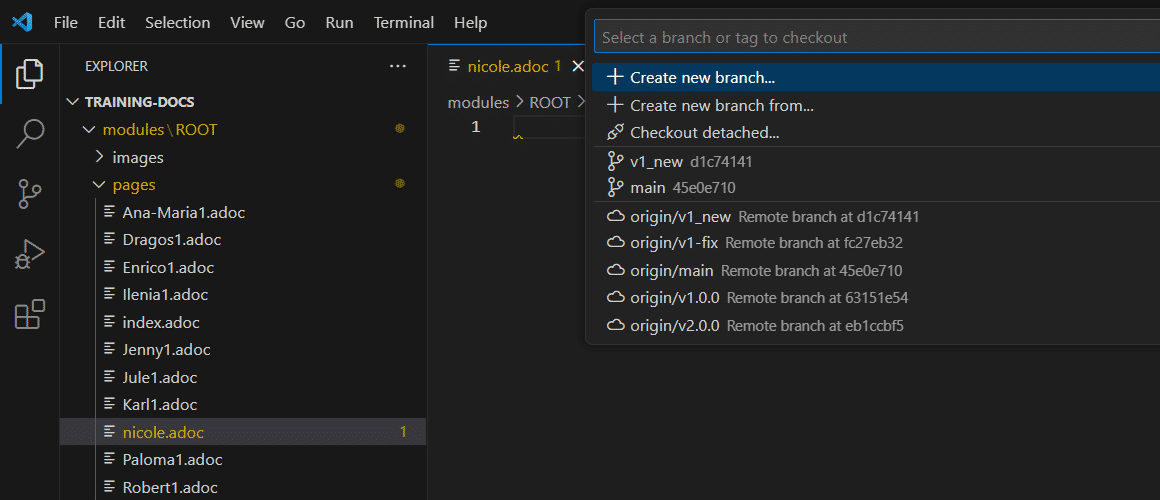 File Edit Selection View Go Run Terminal Help
EXPLORER ...
TRAINING-DOCS
modules\ROOT
images
pages
Ana-Maria1.adoc
Dragos1.adoc
Enrico1.adoc
Ilenia1.adoc
index.adoc
Jenny1.adoc
Jule1.adoc
Karl1.adoc
nicole.adoc 1
Paloma1.adoc
Robert1.adoc
nicole.adoc 1
modules > ROOT >
1
Select a branch or tag to checkout
Create new branch...
Create new branch from...
Checkout detached...
v1_new d1c74141
main 45e0e710
origin/v1_new Remote branch at d1c74141
origin/v1-fix Remote branch at fc27eb32
origin/main Remote branch at 45e0e710
origin/v1.0.0 Remote branch at 63151e54
origin/v2.0.0 Remote branch at eb1ccbf5